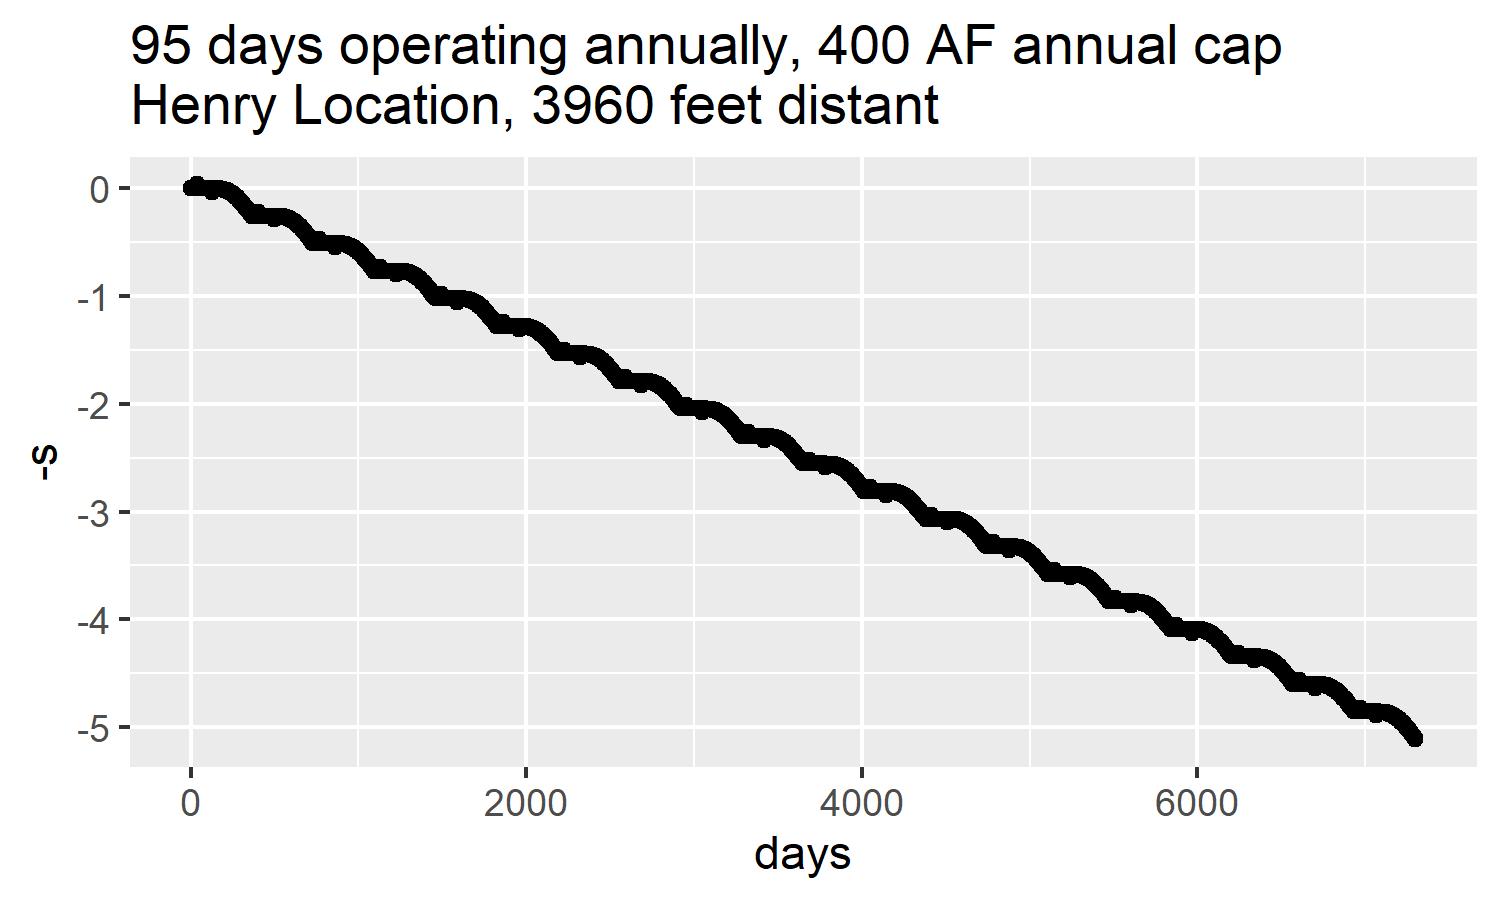 95 days operating annually, 400 AF annual cap
Henry Location, 3960 feet distant
0
-1
-2
-3
-4
-5
-s
0 2000 4000 6000
days